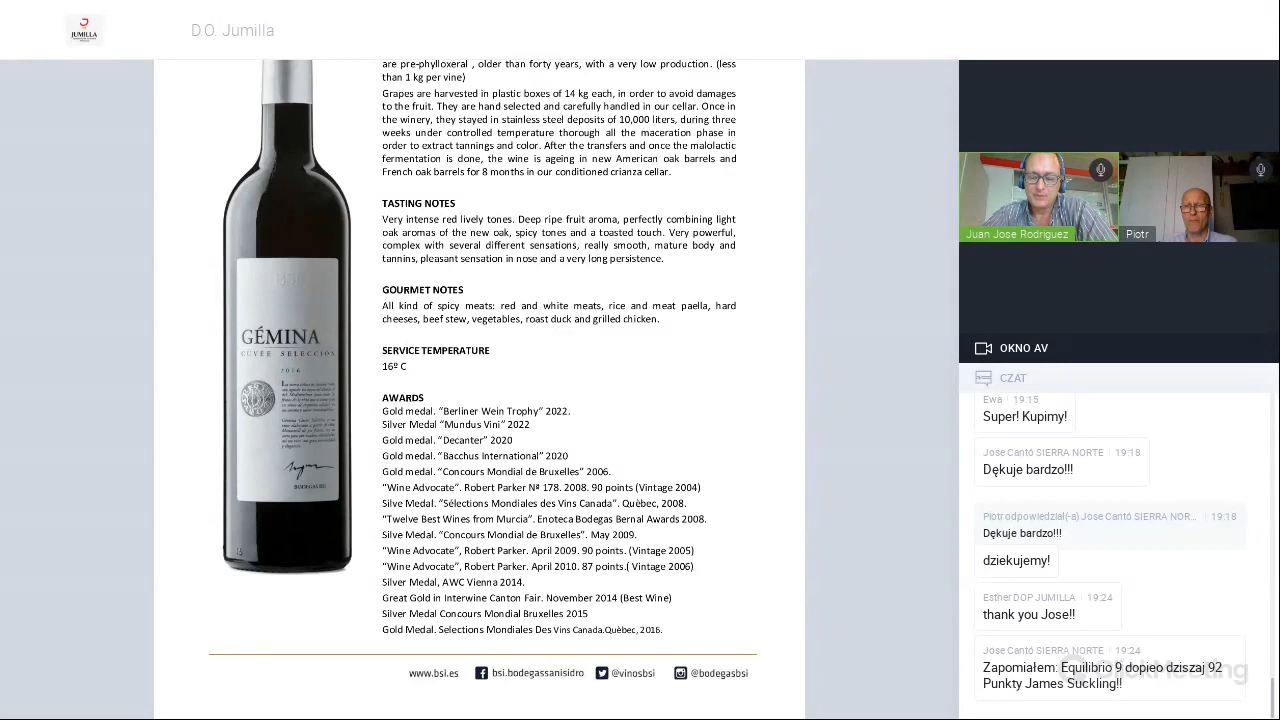 JUMILLA
D.O. Jumilla
are pre-phylloxeral , older than forty years, with a very low production. (less
than 1 kg per vine)
Grapes are harvested in plastic boxes of 14 kg each, in order to avoid damages
to the fruit. They are hand selected and carefully handled in our cellar. Once in
the winery, they stayed in stainless steel deposits of 10,000 liters, during three
weeks under controlled temperature thorough all the maceration phase in
order to extract tannings and color. After the transfers and once the malolactic
fermentation is done, the wine is ageing in new American oak barrels and
French oak barrels for 8 months in our conditioned crianza cellar.
TASTING NOTES
Very intense red lively tones. Deep ripe fruit aroma, perfectly combining light
oak aromas of the new oak, spicy tones and a toasted touch. Very powerful,
complex with several different sensations, really smooth, mature body and
tannins, pleasant sensation in nose and a very long persistence.
GOURMET NOTES
All kind of spicy meats: red and white meats, rice and meat paella, hard
cheeses, beef stew, vegetables, roast duck and grilled chicken.
SERVICE TEMPERATURE
16º C
AWARDS
Gold medal. “Berliner Wein Trophy” 2022.
Silver Medal “Mundus Vini” 2022
Gold medal. “Decanter” 2020
Gold medal. “Bacchus International” 2020
Gold medal. “Concours Mondial de Bruxelles” 2006.
“Wine Advocate”. Robert Parker Nª 178. 2008. 90 points (Vintage 2004)
Silve Medal. “Sélections Mondiales des Vins Canada”. Quèbec, 2008.
“Twelve Best Wines from Murcia”. Enoteca Bodegas Bernal Awards 2008.
Silve Medal. “Concours Mondial de Bruxelles”. May 2009.
“Wine Advocate”, Robert Parker. April 2009. 90 points. (Vintage 2005)
“Wine Advocate”, Robert Parker. April 2010. 87 points.( Vintage 2006)
Silver Medal, AWC Vienna 2014.
Great Gold in Interwine Canton Fair. November 2014 (Best Wine)
Silver Medal Concours Mondial Bruxelles 2015
Gold Medal. Selections Mondiales Des Vins Canada.Quèbec, 2016.
GÉMINA
CUVÉE SELECCIÓN
2016
BODEGAS BSI
www.bsi.es
bsi.bodegassanisidro
@vinosbsi
@bodegasbsi
Juan Jose Rodriguez
Piotr
OKNO AV
CZAT
Ewa 19:15
Super! Kupimy!
Jose Cantó SIERRA NORTE 19:18
Dękuje bardzo!!!
Piotr odpowiedział(-a) Jose Cantó SIERRA NOR... 19:18
Dękuje bardzo!!!
dziekujemy!
Esther DOP JUMILLA 19:24
thank you Jose!!
Jose Cantó SIERRA NORTE 19:24
Zapomiałem: Equilibrio 9 dopieo dziszaj 92
Punkty James Suckling!!
ClickMeeting